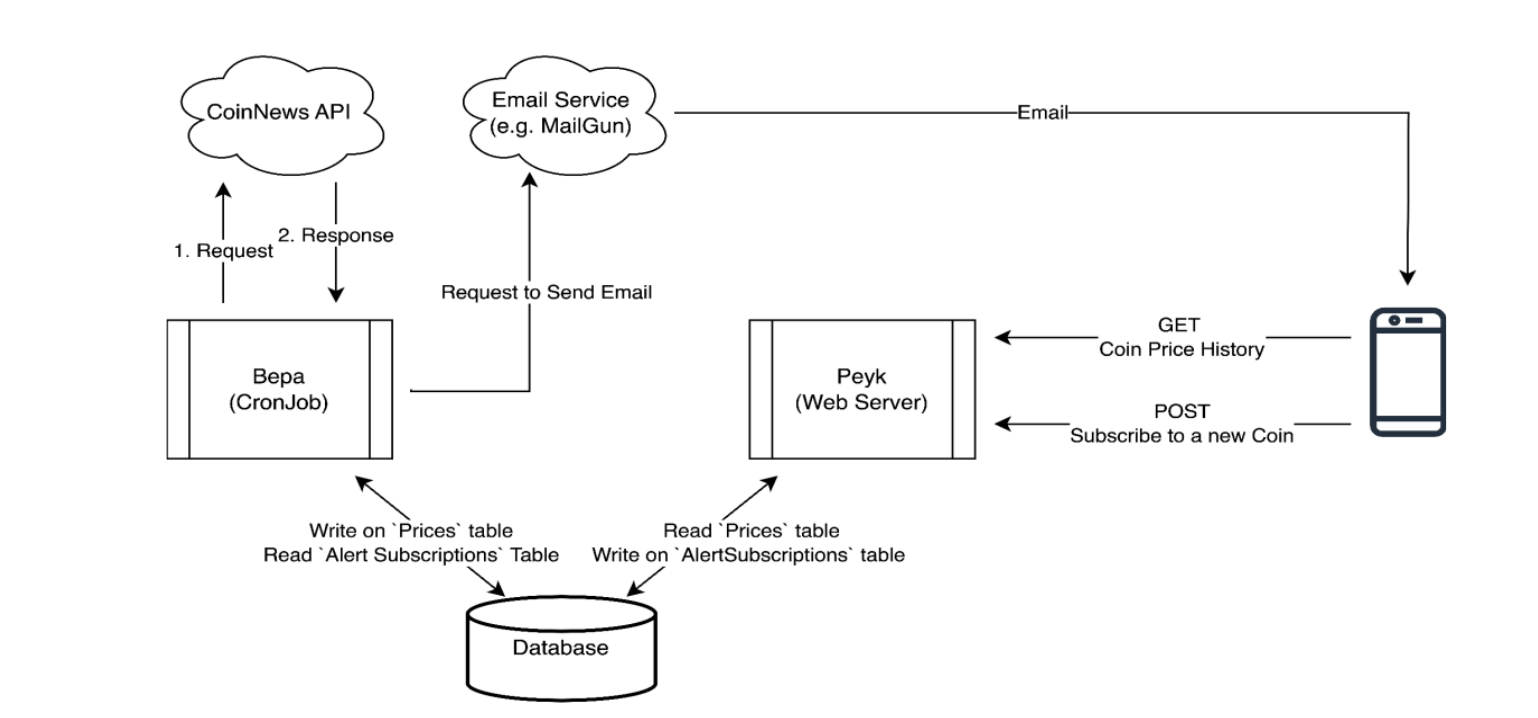 CoinNews API
Email Service
(e.g. MailGun)
Email
1. Request
2. Response
Request to Send Email
Bepa
(CronJob)
Peyk
(Web Server)
GET
Coin Price History
POST
Subscribe to a new Coin
Write on `Prices` table
Read `Alert Subscriptions` Table
Read `Prices` table
Write on `AlertSubscriptions` table
Database